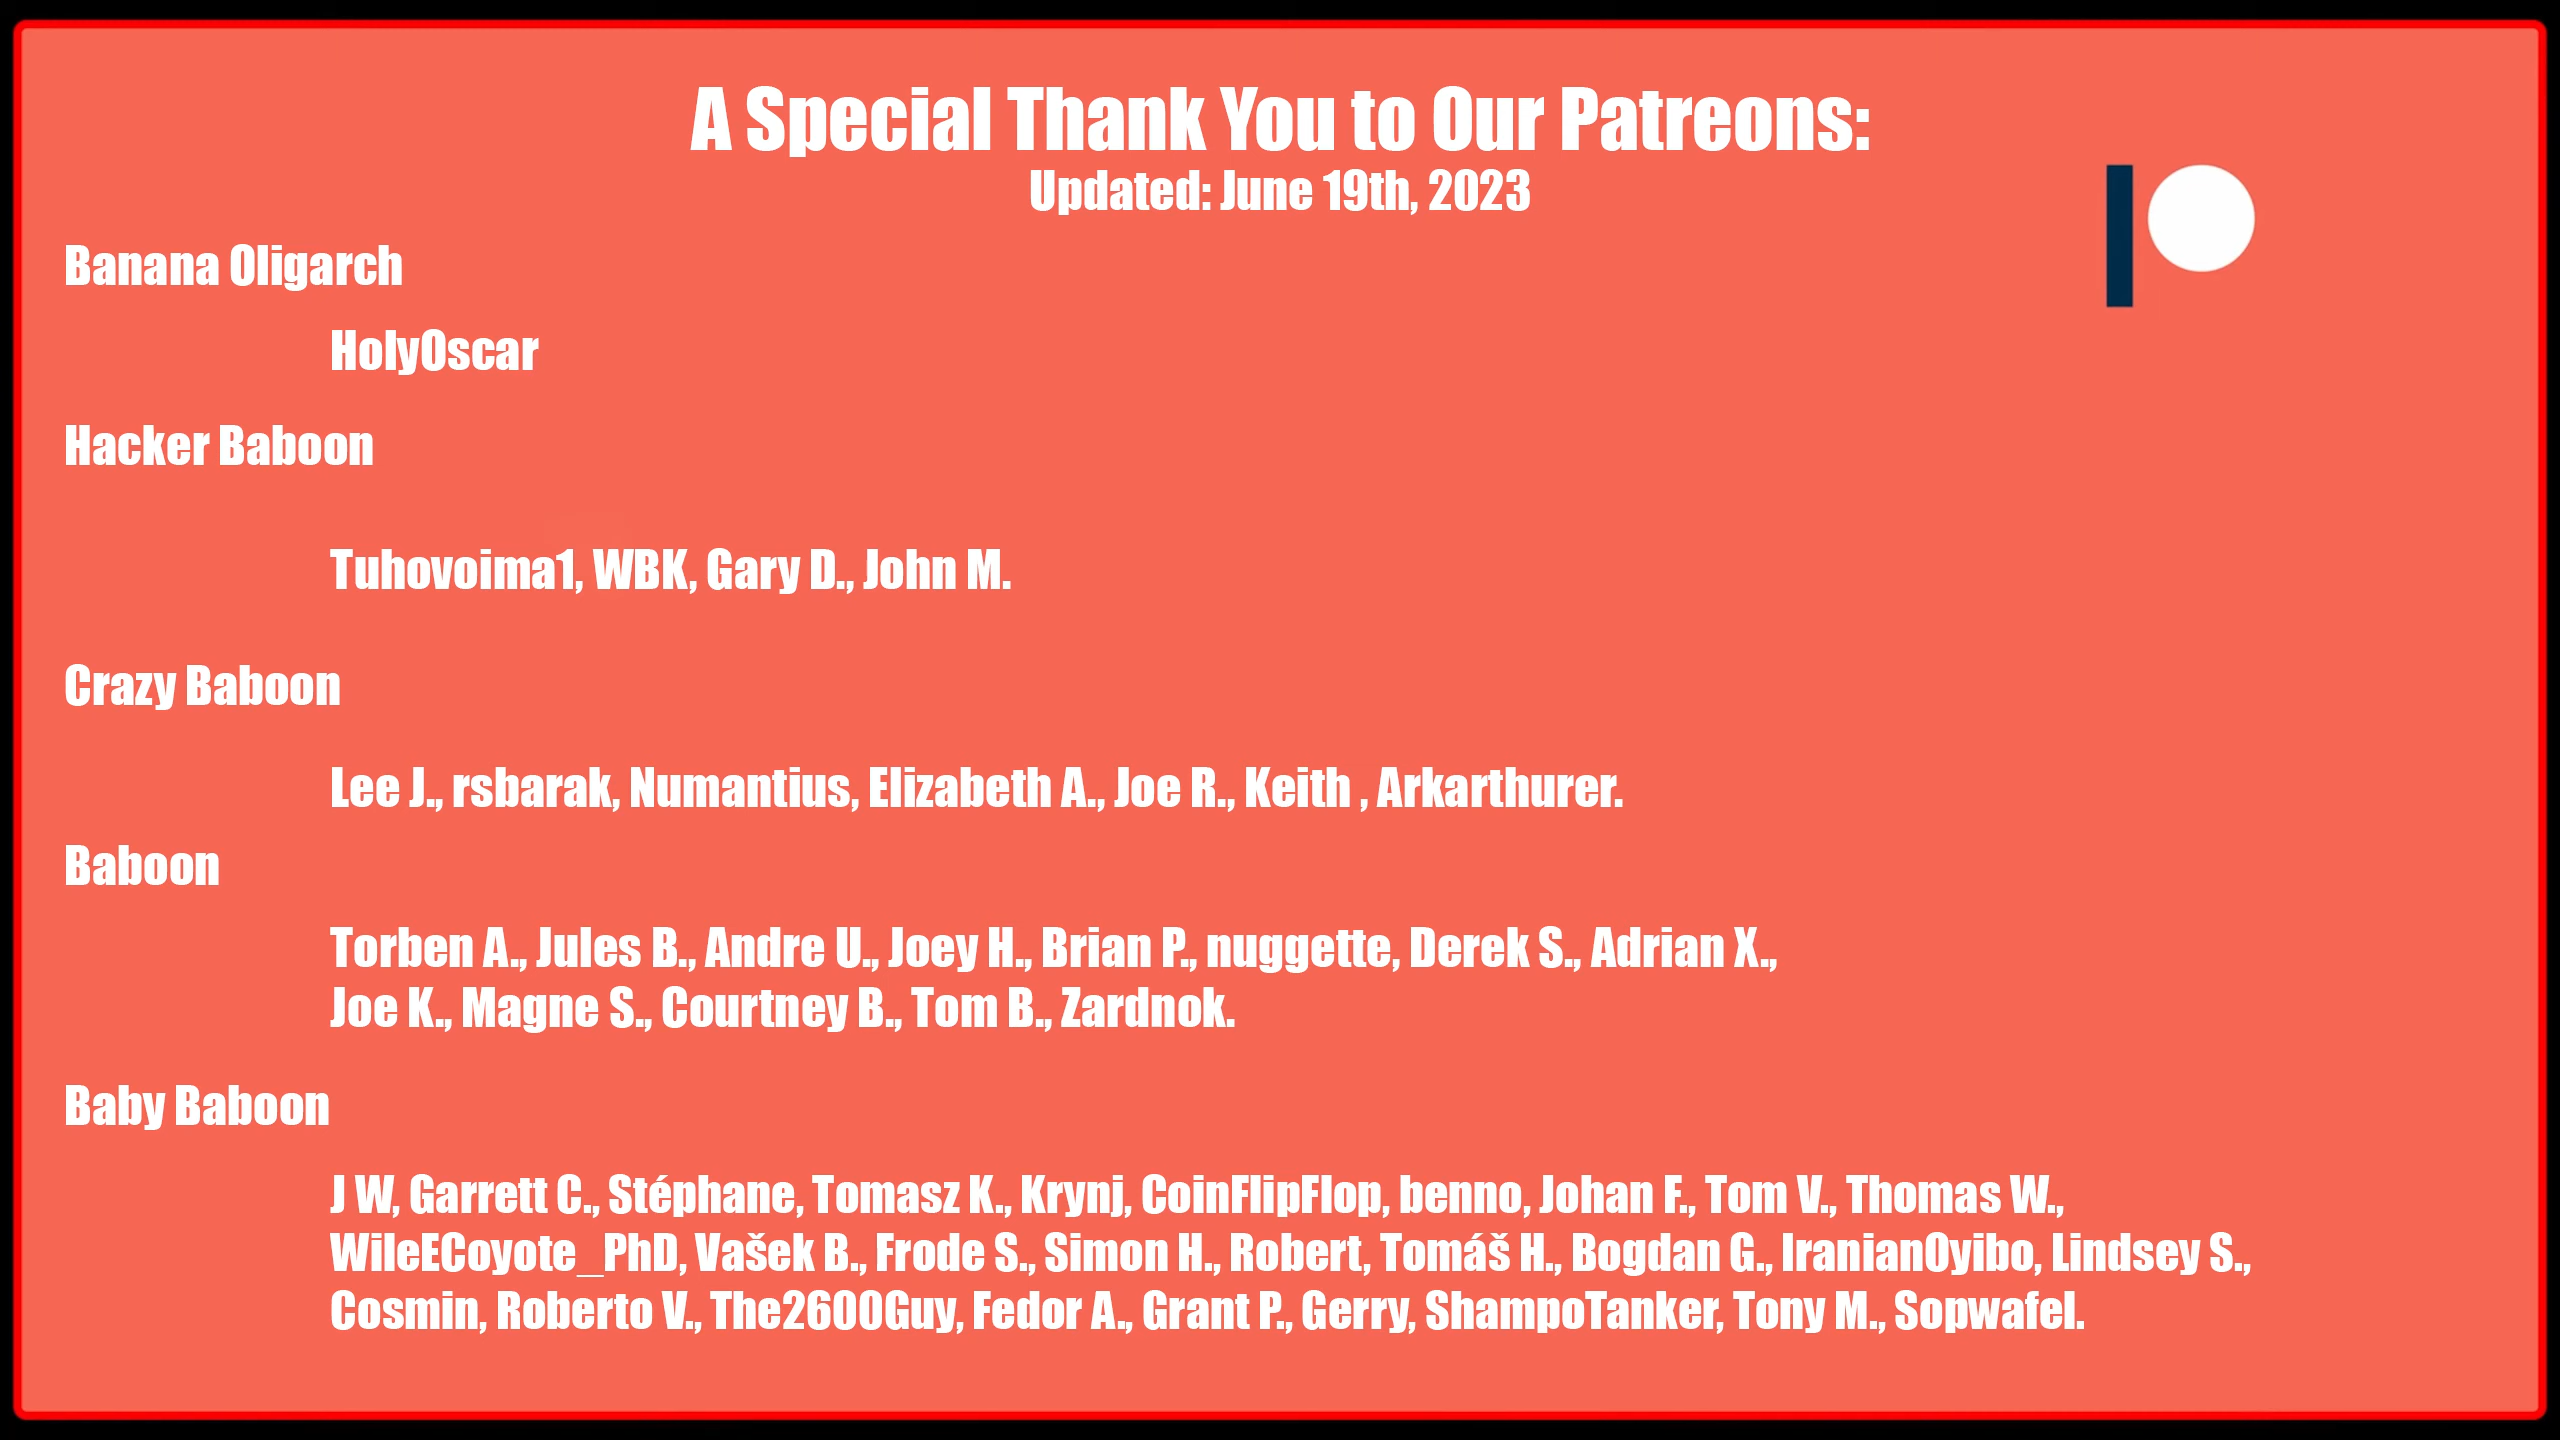 A Special Thank You to Our Patreons:
Updated: June 19th, 2023
Banana Oligarch
HolyOscar
Hacker Baboon
Tuhovoima1, WBK, Gary D., John M.
Crazy Baboon
Lee J., rsbarak, Numantius, Elizabeth A., Joe R., Keith , Arkarthurer.
Baboon
Torben A., Jules B., Andre U., Joey H., Brian P., nuggette, Derek S., Adrian X.,
Joe K., Magne S., Courtney B., Tom B., Zardnok.
Baby Baboon
J W, Garrett C., Stéphane, Tomasz K., Krynj, CoinFlipFlop, benno, Johan F., Tom V., Thomas W.,
WileECoyote_PhD, Vašek B., Frode S., Simon H., Robert, Tomáš H., Bogdan G., IranianOyibo, Lindsey S.,
Cosmin, Roberto V., The2600Guy, Fedor A., Grant P., Gerry, ShampoTanker, Tony M., Sopwafel.